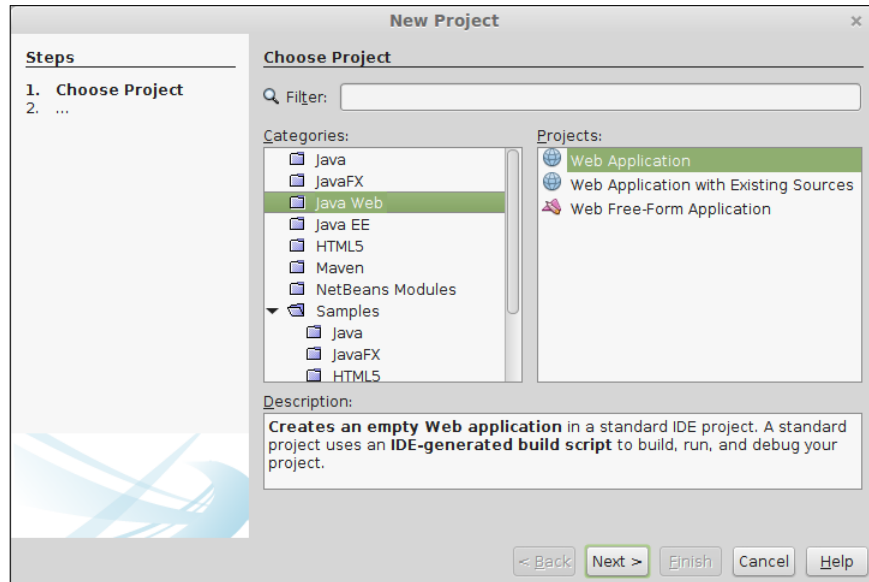 New Project
Steps
1. Choose Project
2. ...
Choose Project
Filter:
Categories:
Java
JavaFX
Java Web
Java EE
HTML5
Maven
NetBeans Modules
Samples
Java
JavaFX
HTML5
Projects:
Web Application
Web Application with Existing Sources
Web Free-Form Application
Description:
Creates an empty Web application in a standard IDE project. A standard
project uses an IDE-generated build script to build, run, and debug your
project.
< Back Next > Finish Cancel Help